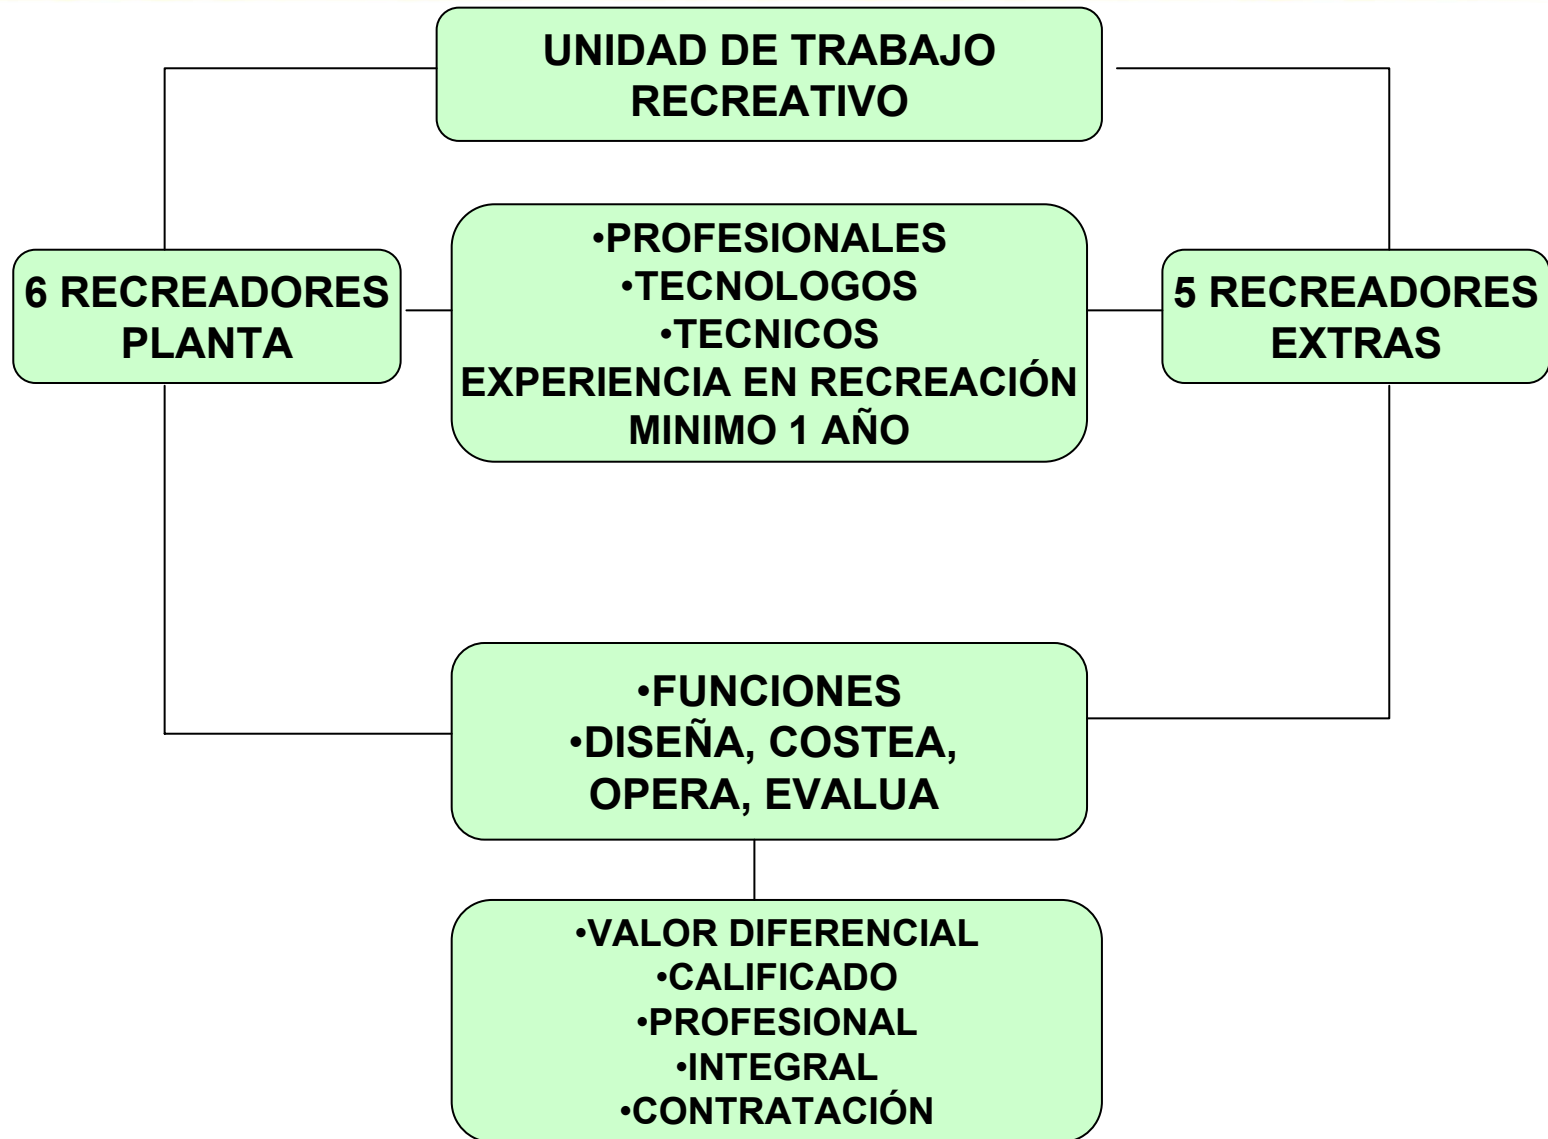 UNIDAD DE TRABAJO
RECREATIVO
•PROFESIONALES
•TECNOLOGOS
•TECNICOS
EXPERIENCIA EN RECREACIÓN
MINIMO 1 AÑO
6 RECREADORES
PLANTA
5 RECREADORES
EXTRAS
•FUNCIONES
•DISEÑA, COSTEA,
OPERA, EVALUA
•VALOR DIFERENCIAL
•CALIFICADO
•PROFESIONAL
•INTEGRAL
•CONTRATACIÓN